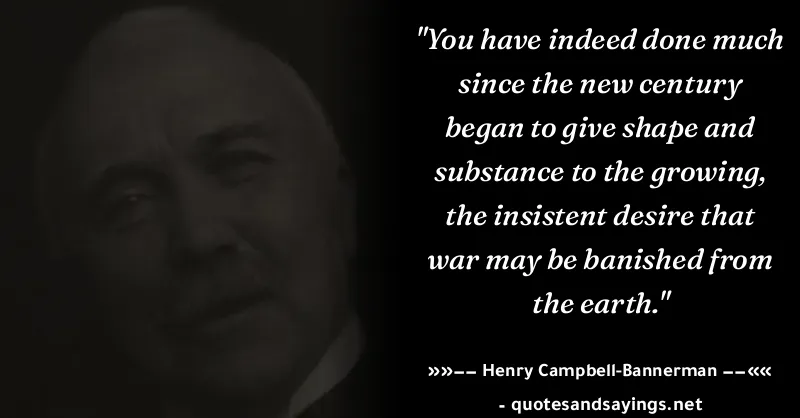 "You have indeed done much
since the new century
began to give shape and
substance to the growing,
the insistent desire that
war may be banished from
the earth."
»»−− Henry Campbell-Bannerman −−««
- quotesandsayings.net